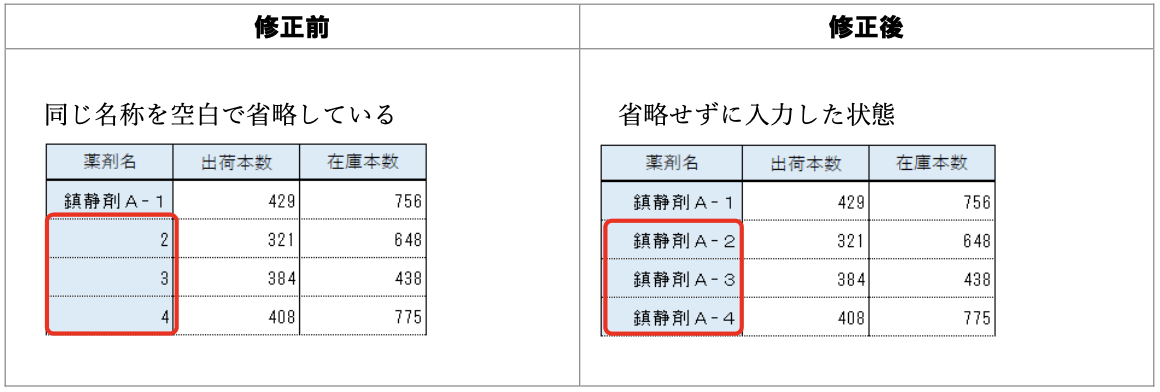 修正前 修正後
同じ名称を空白で省略している
薬剤名 出荷本数 在庫本数
鎮静剤A-1 429 756
2 321 648
3 384 438
4 408 775
省略せずに入力した状態
薬剤名 出荷本数 在庫本数
鎮静剤A-1 429 756
鎮静剤A-2 321 648
鎮静剤A-3 384 438
鎮静剤A-4 408 775